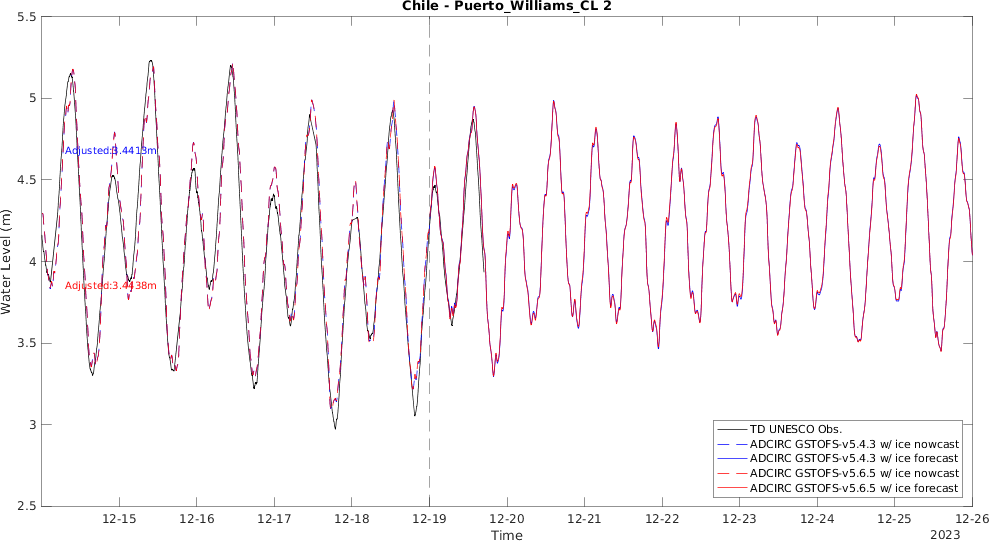 Chile - Puerto_Williams_CL 2
5.5
5
4.5
4
3.5
3
2.5
Water Level (m)
Adjusted:3.4413m
Adjusted:3.4438m
TD UNESCO Obs.
ADCIRC GSTOFS-v5.4.3 w/ ice nowcast
ADCIRC GSTOFS-v5.4.3 w/ ice forecast
ADCIRC GSTOFS-v5.6.5 w/ ice nowcast
ADCIRC GSTOFS-v5.6.5 w/ ice forecast
12-15 12-16 12-17 12-18 12-19 12-20 12-21 12-22 12-23 12-24 12-25 12-26
Time
2023